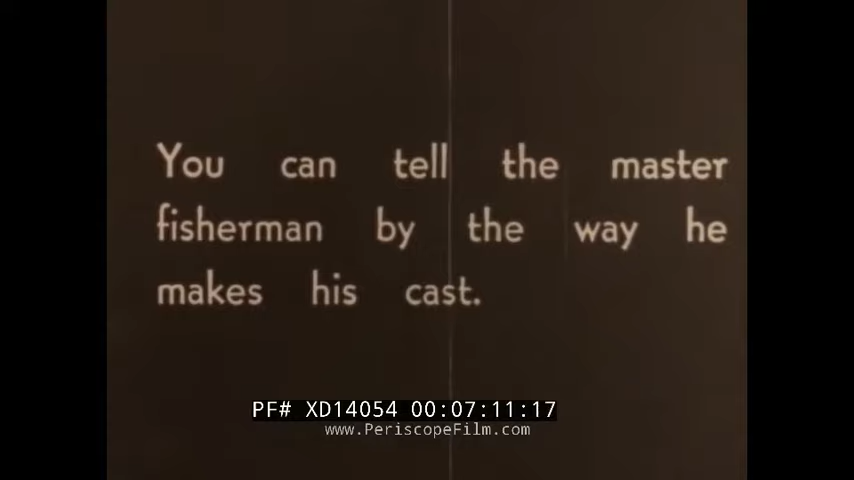 You can tell the master
fisherman by the way he
makes his cast.
PF# XD14054 00:07:11:17
www.PeriscopeFilm.com